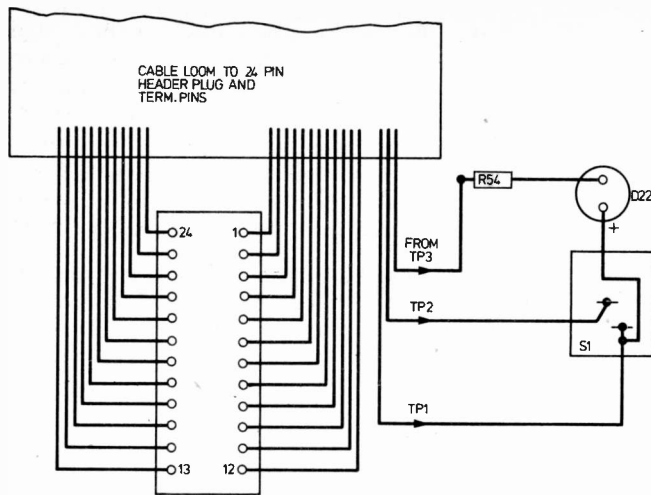 CABLE LOOM TO 24 PIN
HEADER PLUG AND
TERM. PINS
R54
D22
+
24
1
FROM
TP3
TP2
S1
TP1
13
12